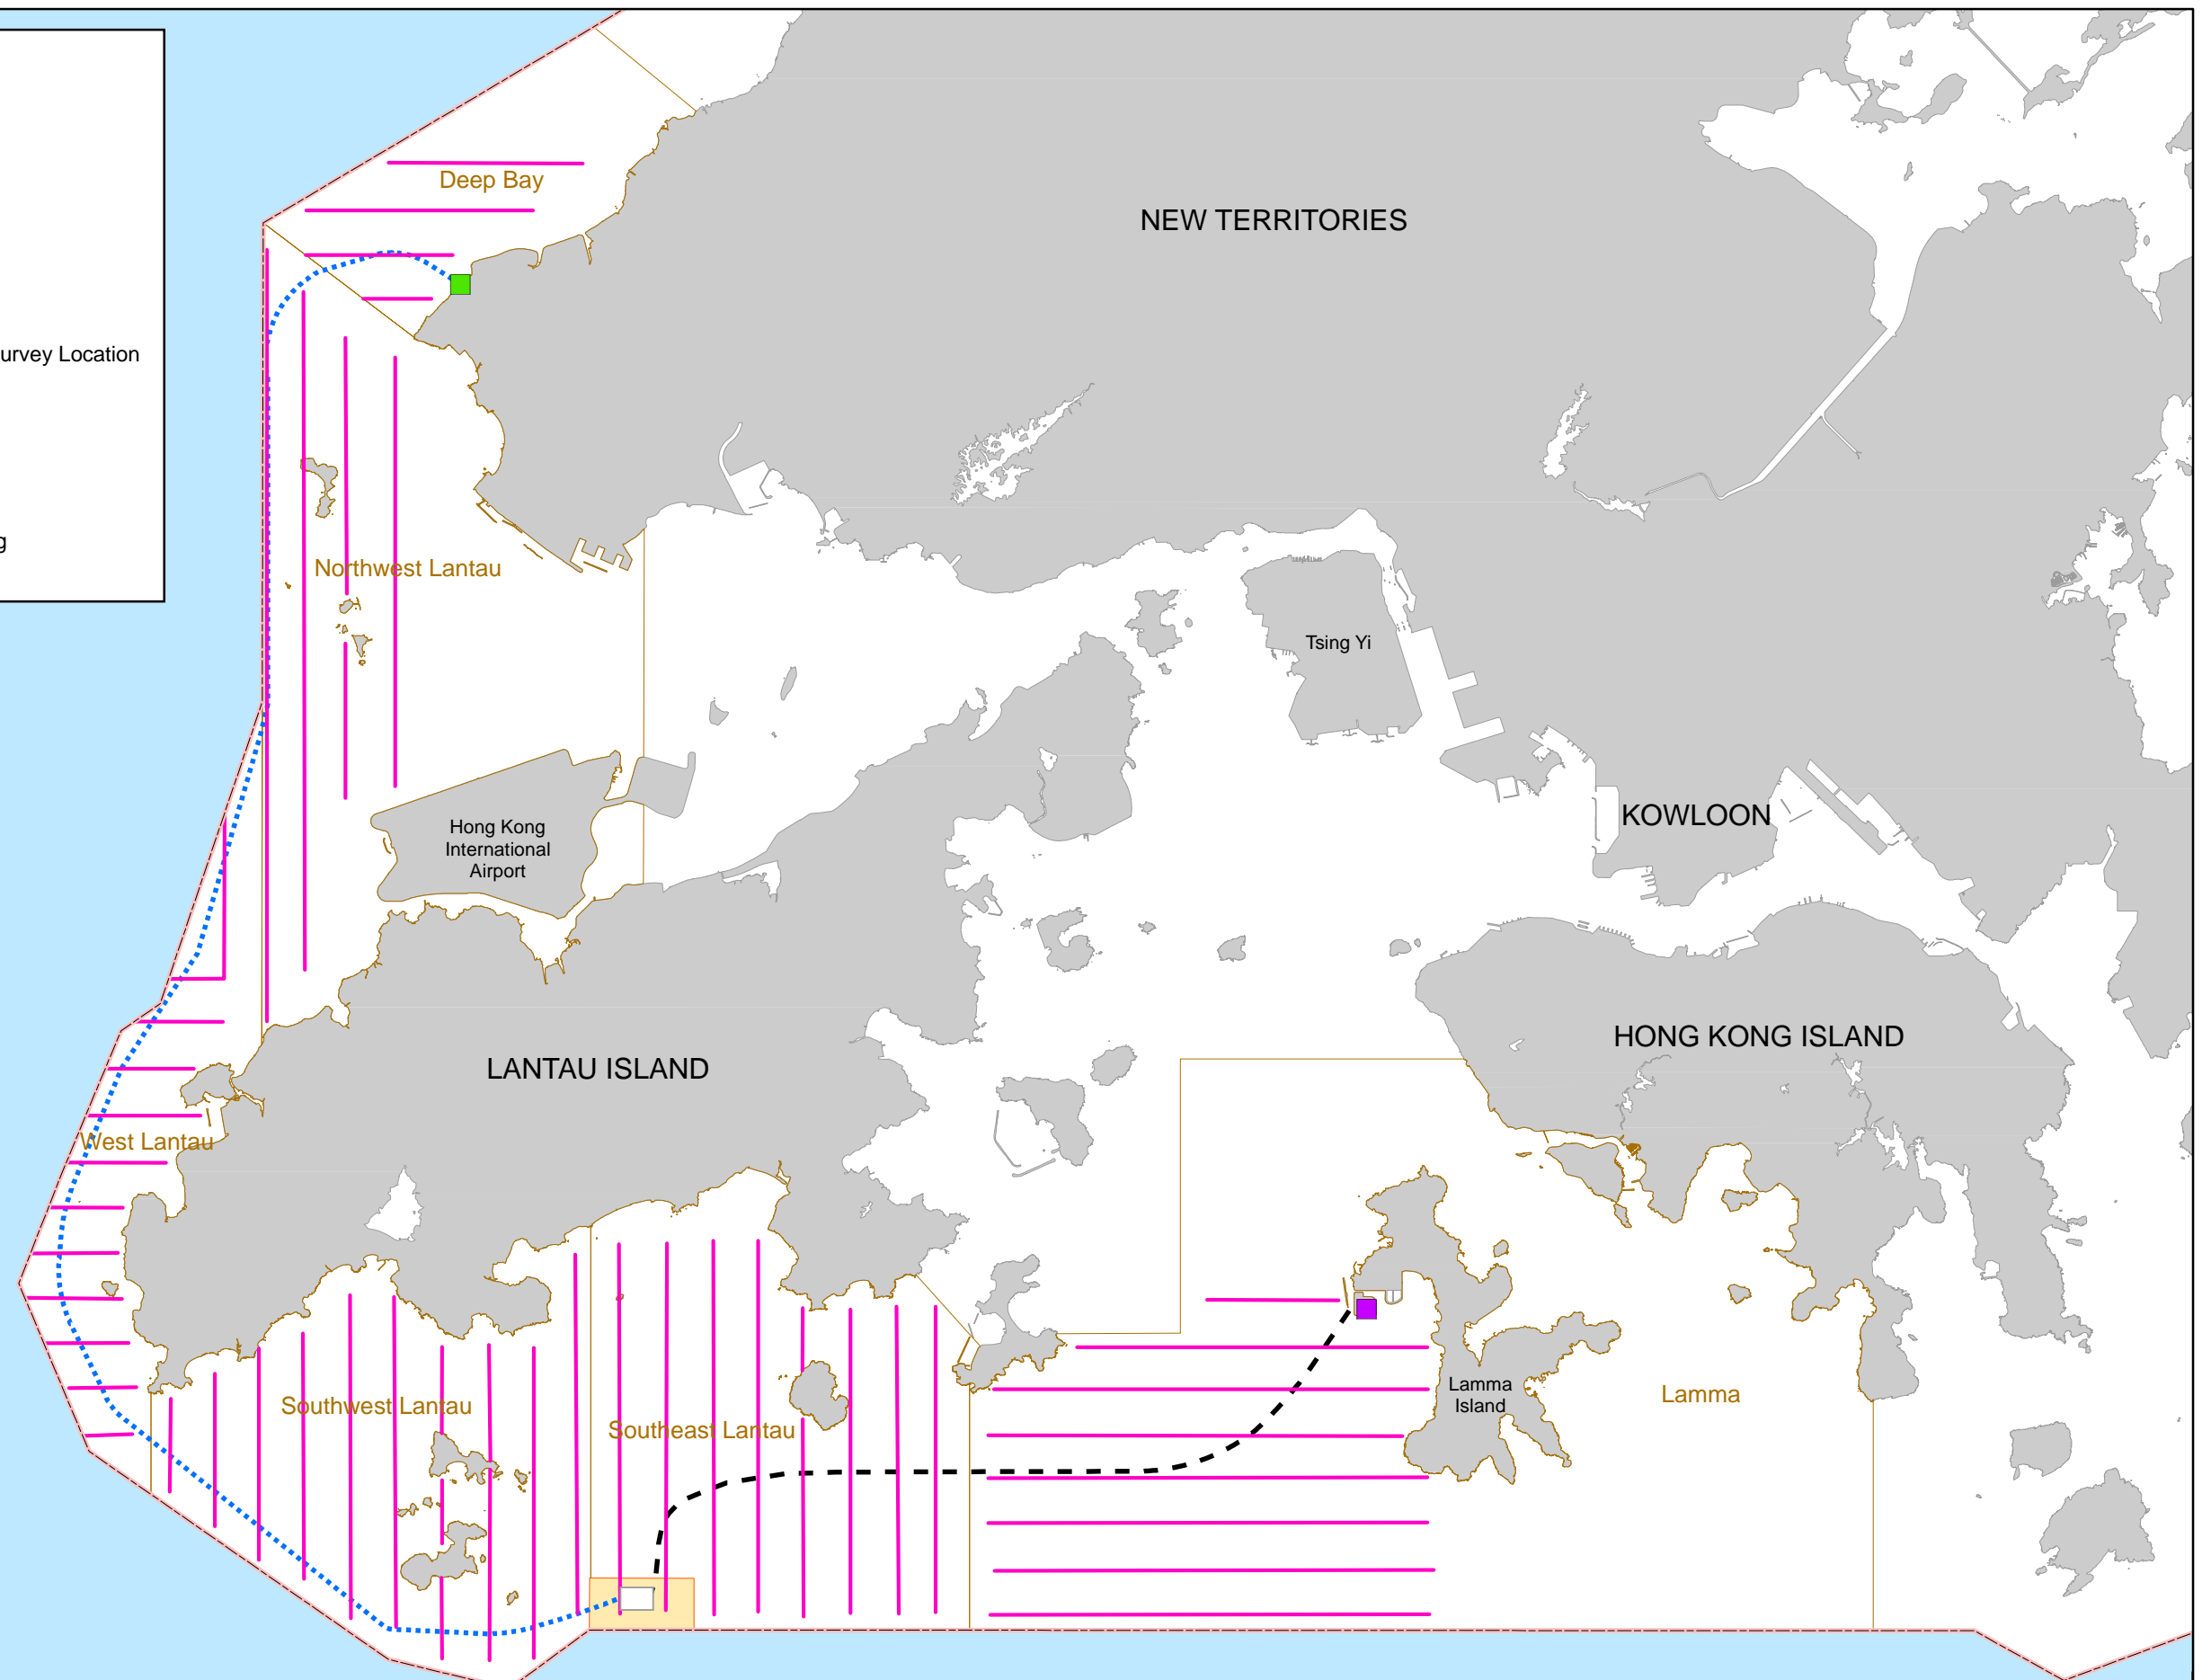 Deep Bay
NEW TERRITORIES
urvey Location
g
Northwest Lantau
Tsing Yi
KOWLOON
Hong Kong
International
Airport
HONG KONG ISLAND
LANTAU ISLAND
West Lantau
Lamma
Island
Lamma
Southwest Lantau
Southeast Lantau